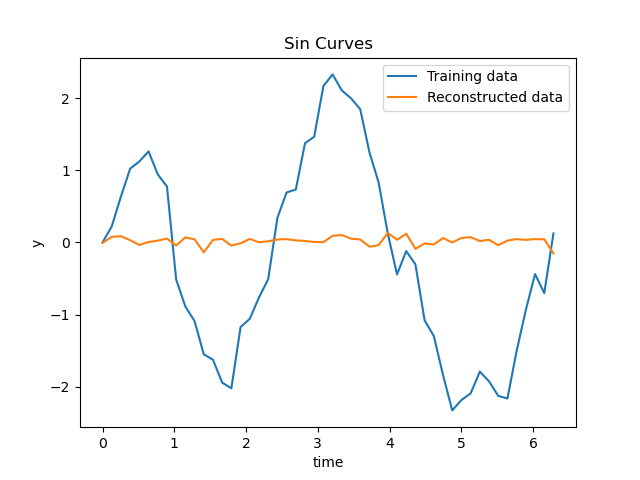 Sin Curves
Training data
Reconstructed data
y
2
1
0
−1
−2
0 1 2 3 4 5 6
time